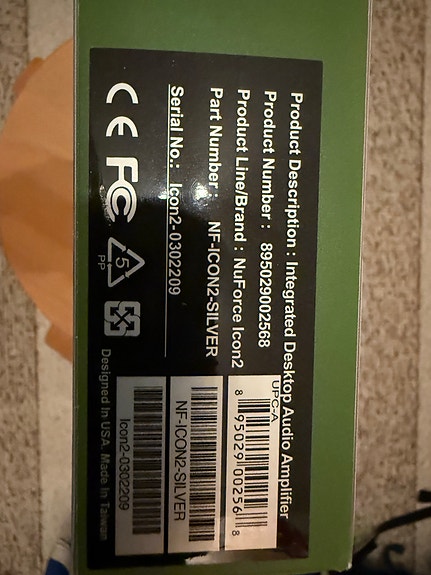 Product Description : Integrated Desktop Audio Amplifier
Product Number : 895029002568
Product Line/Brand : NuForce Icon2
Part Number : NF-ICON2-SILVER
Serial No.: Icon2-0302209
CE FC 5 PP
Designed In USA. Made In Taiwan
UPC-A
8 95029 00256 8
NF-ICON2-SILVER
Icon2-0302209